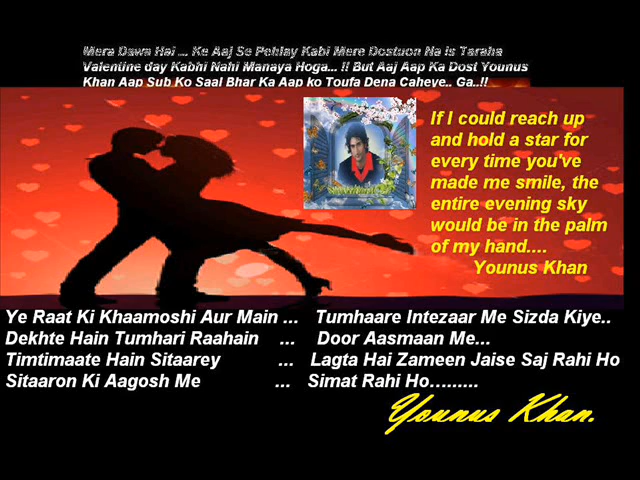 Mera Dawa Hai ... Ke Aaj Se Pehlay Kabi Mere Dostuon Na is Taraha
Valentine day Kabhi Nahi Manaya Hoga... !! But Aaj Aap Ka Dost Younus
Khan Aap Sub Ko Saal Bhar Ka Aap ko Toufa Dena Caheye.. Ga..!!
If I could reach up
and hold a star for
every time you've
made me smile, the
entire evening sky
would be in the palm
of my hand....
Younus Khan
Ye Raat Ki Khaamoshi Aur Main ... Tumhaare Intezaar Me Sizda Kiye..
Dekhte Hain Tumhari Raahain ... Door Aasmaan Me...
Timtimaate Hain Sitaarey ... Lagta Hai Zameen Jaise Saj Rahi Ho
Sitaaron Ki Aagosh Me ... Simat Rahi Ho.........
Younus Khan.